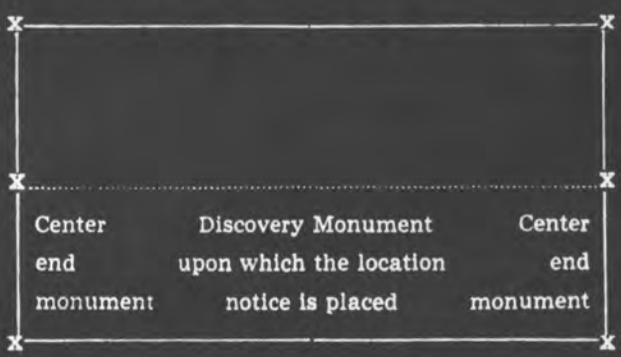 X X
X X
Center Discovery Monument Center
end upon which the location end
monument notice is placed monument
X X